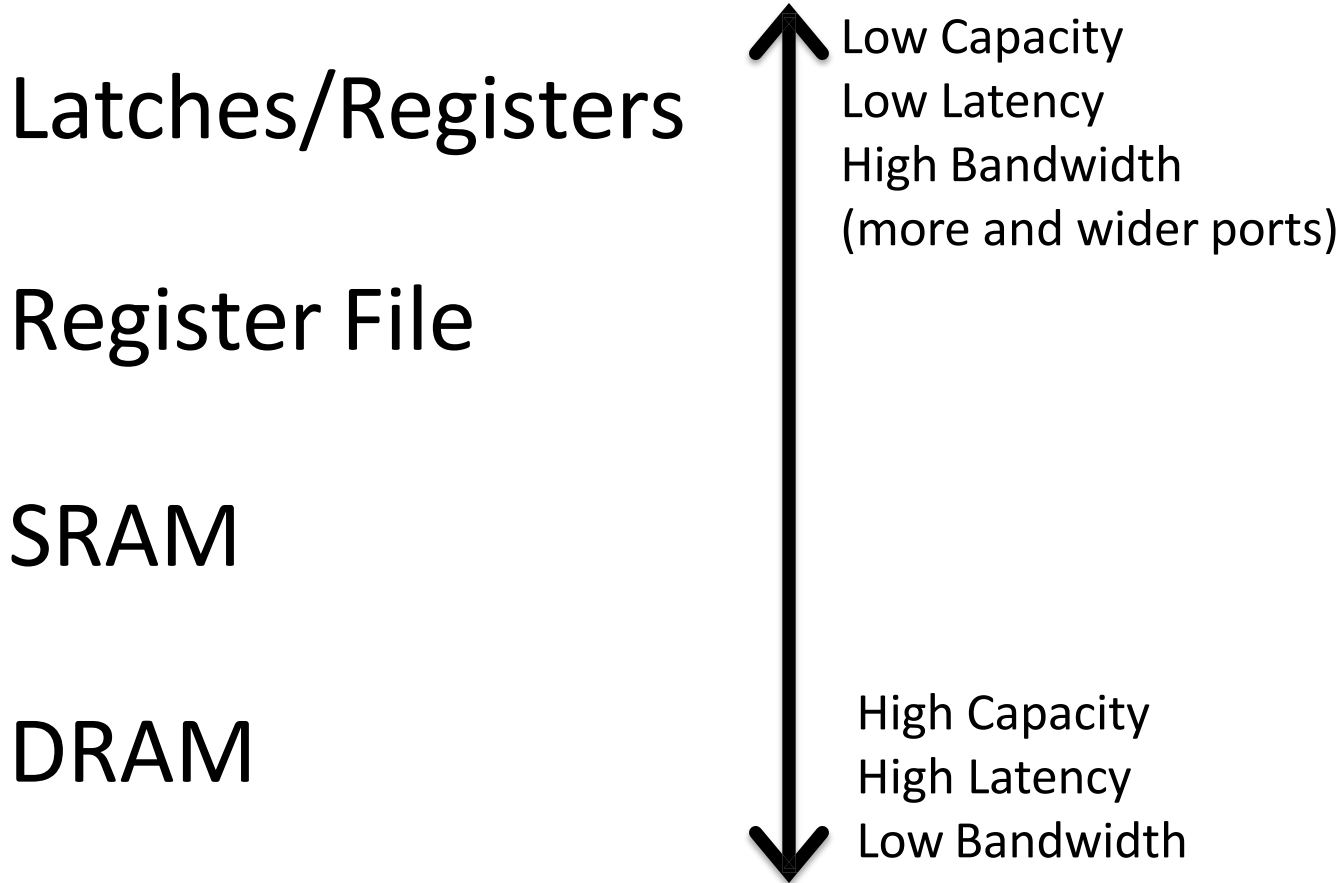 Latches/Registers
Register File
SRAM
DRAM
Low Capacity
Low Latency
High Bandwidth
(more and wider ports)
High Capacity
High Latency
Low Bandwidth